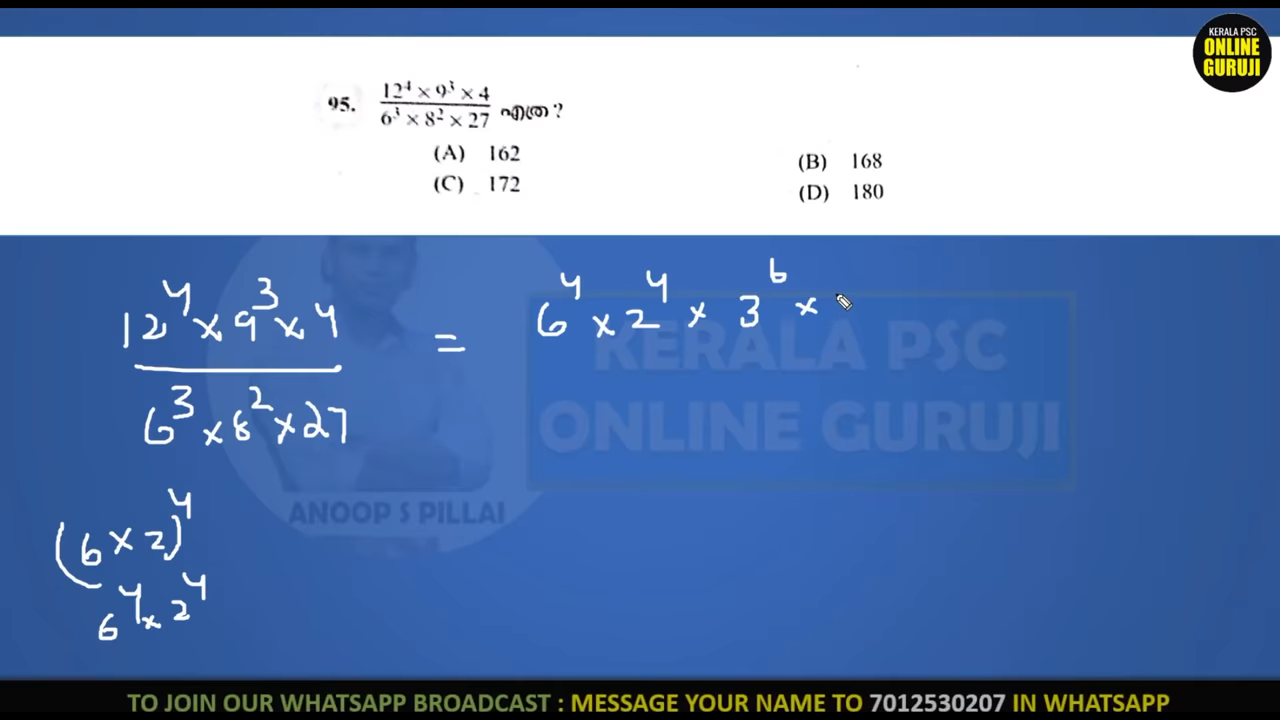 KERALA PSC
ONLINE
GURUJI
95. 12⁴ × 9³ × 4 / 6³ × 8² × 27 എത്ര ?
(A) 162
(B) 168
(C) 172
(D) 180
12⁴ × 9³ × 4 = 6⁴ × 2⁴ × 3⁶ ×
6³ × 8² × 27
KERALA PSC
ONLINE GURUJI
ANOOP S PILLAI
(6 × 2)⁴
6⁴ × 2⁴
TO JOIN OUR WHATSAPP BROADCAST : MESSAGE YOUR NAME TO 7012530207 IN WHATSAPP